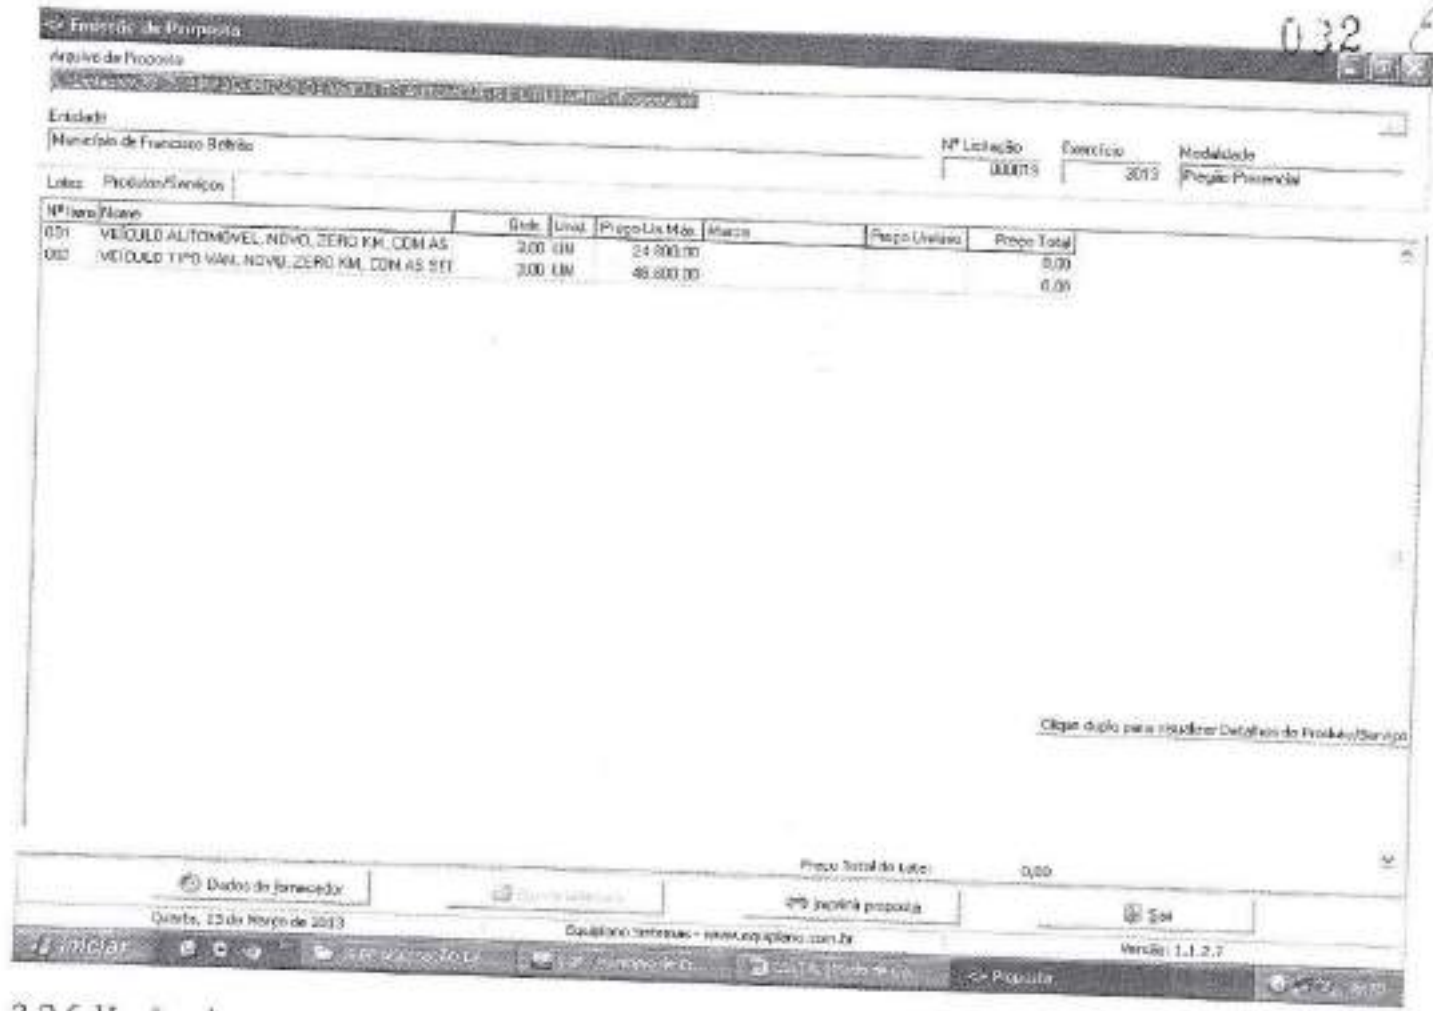 032
Emissão de Proposta
Arquivo de Proposta
Entidade
Município de Francisco Beltrão
Nº Licitação
000019
Exercício
2013
Modalidade
Pregão Presencial
Lotes Produtos/Serviços
Nº Item Nome Qtde. Unid. Preço Un. Máx. Marca Preço Unitário Preço Total
001 VEÍCULO AUTOMÓVEL, NOVO, ZERO KM, COM AS 3,00 UN 24.800,00 0,00
002 VEÍCULO TIPO VAN, NOVO, ZERO KM, COM AS SEI 3,00 UN 48.800,00 0,00
Clique duplo para visualizar Detalhes do Produto/Serviço
Preço Total do Lote: 0,00
Dados do fornecedor
Imprimir proposta
Sair
Quarta, 13 de Março de 2013
Equiplano Sistemas - www.equiplano.com.br
Versão: 1.1.2.7
Iniciar
Proposta